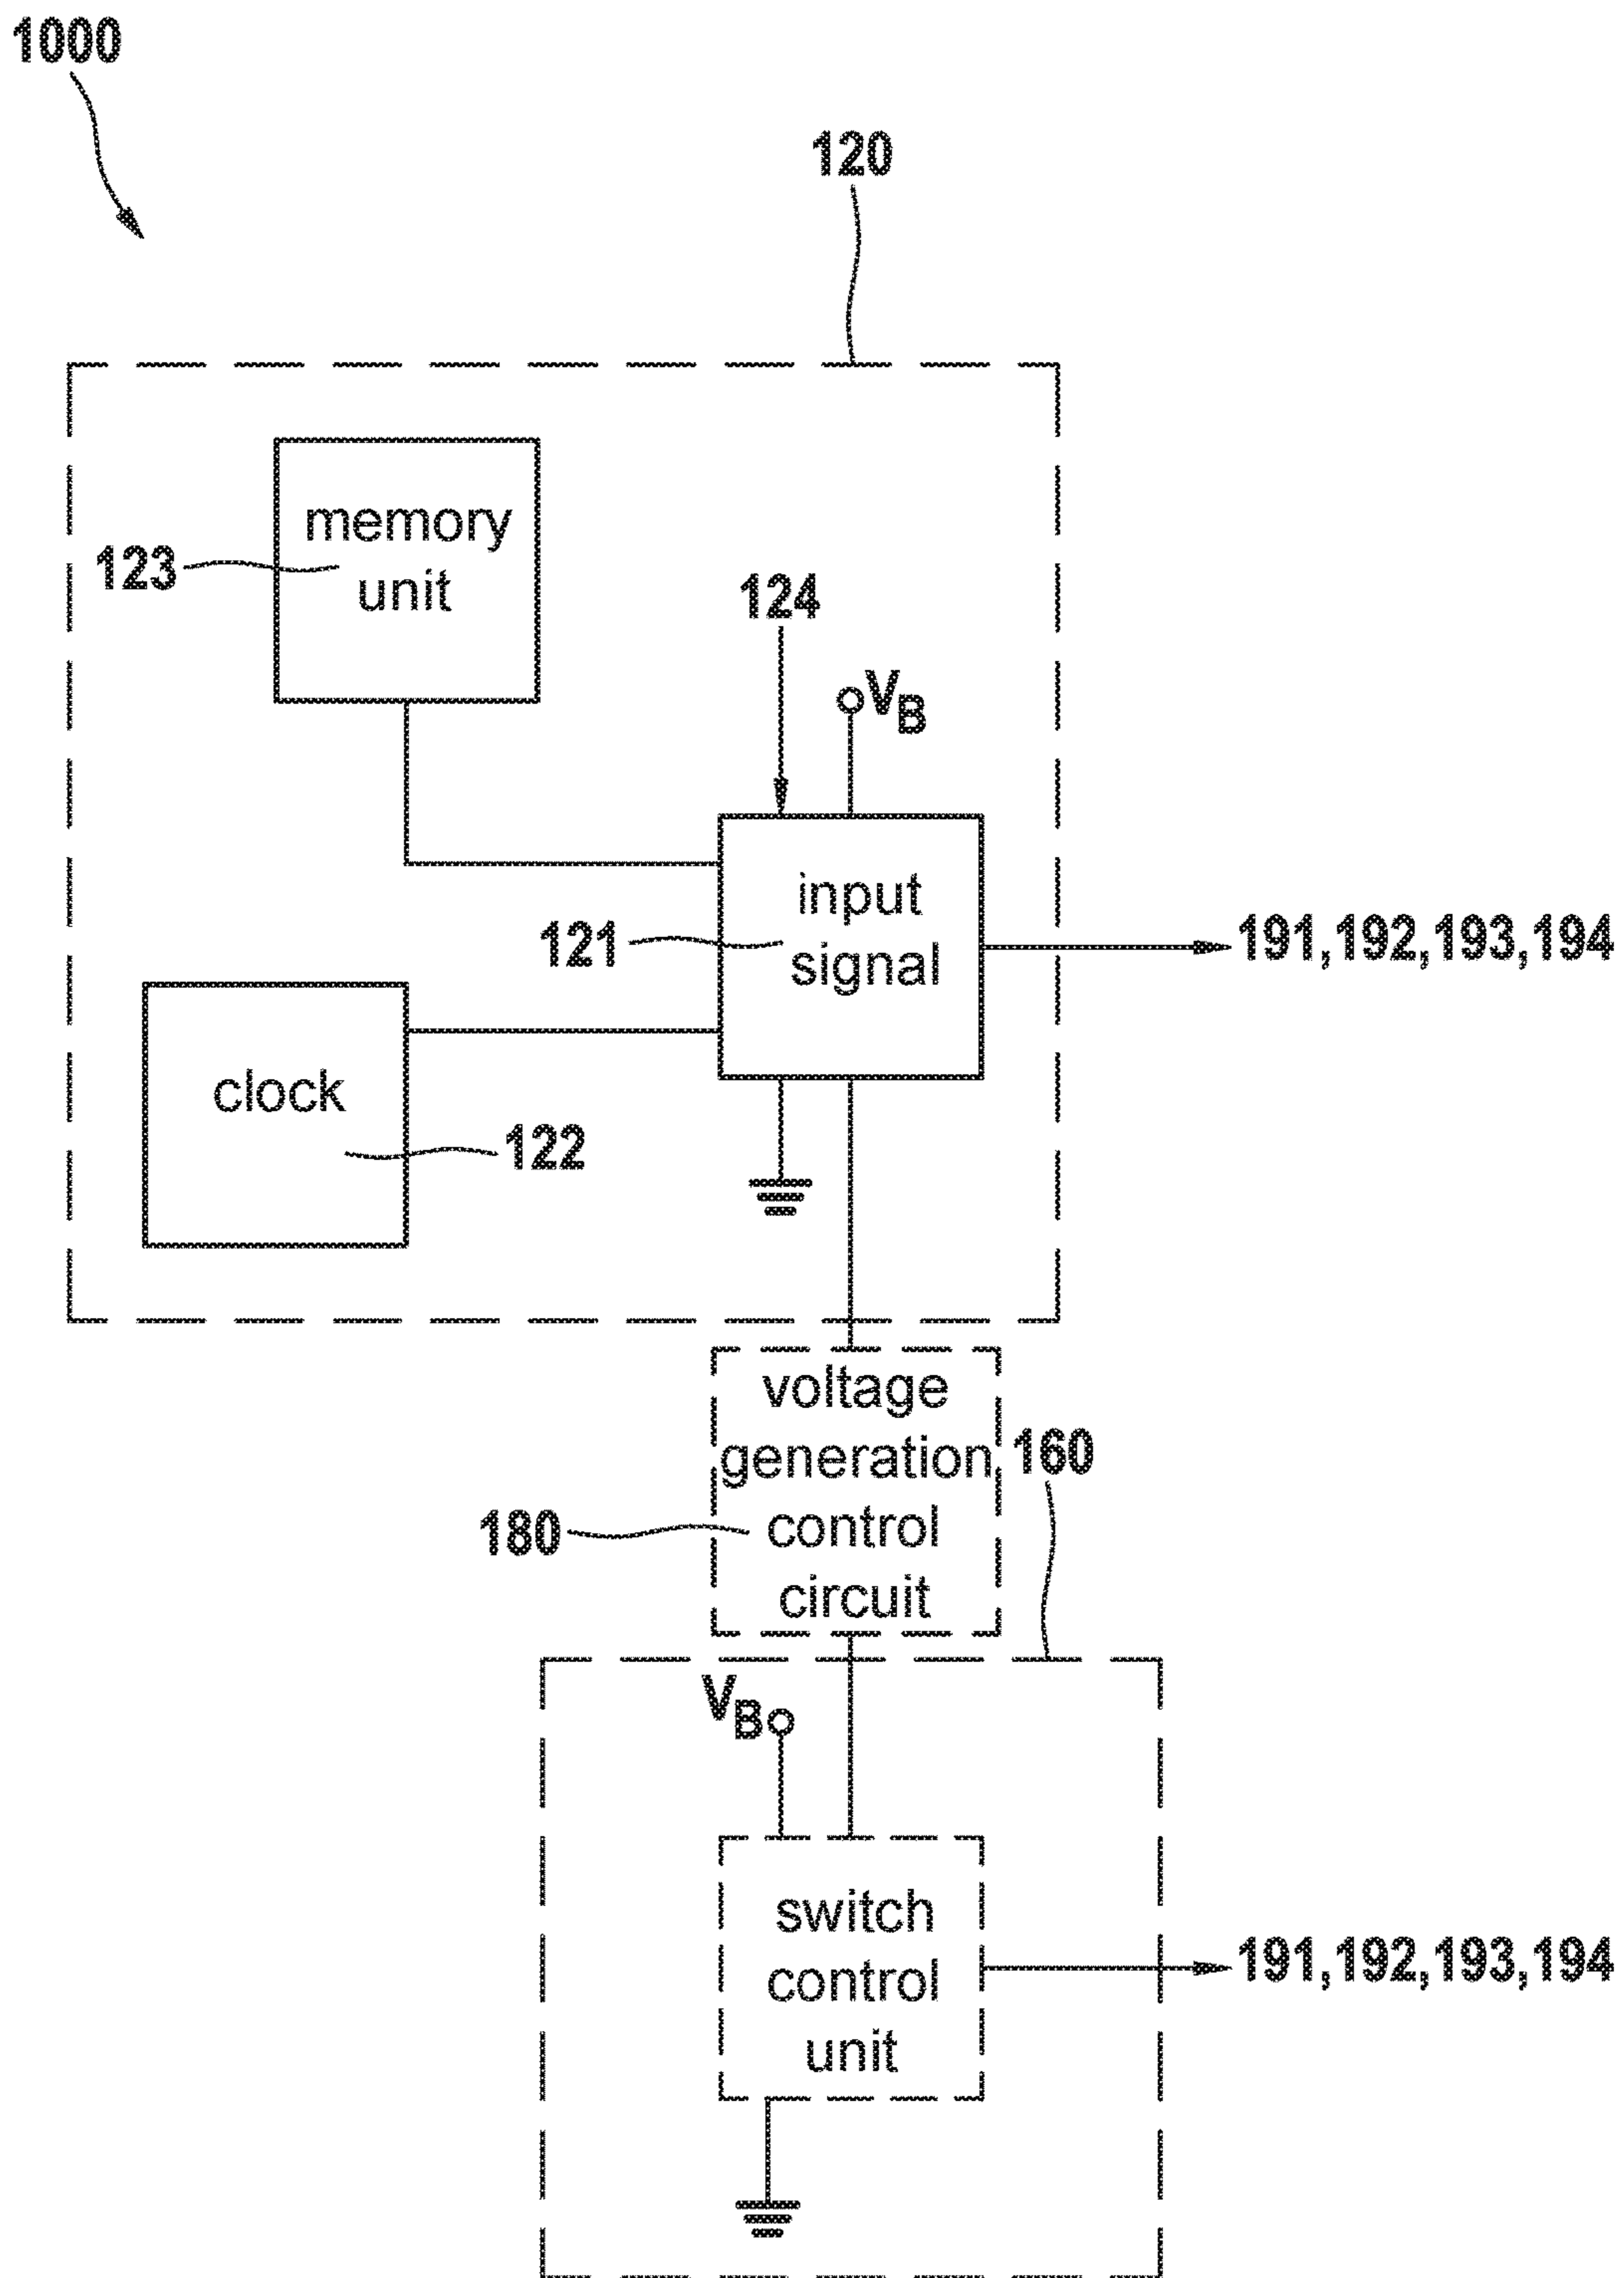 1000
120
memory
unit
123
124
VB
input
signal
121
191,192,193,194
clock
122
voltage
generation
control
circuit
160
180
VB
switch
control
unit
191,192,193,194